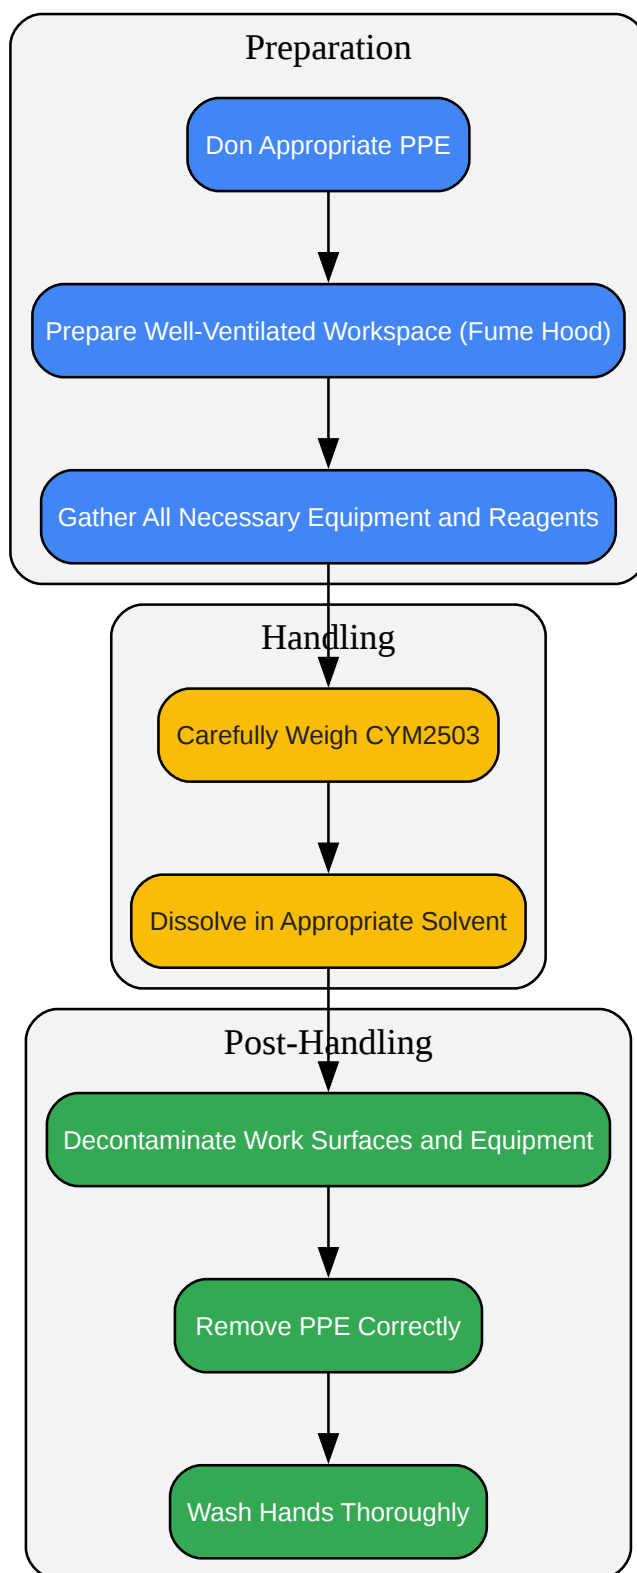 Preparation
Don Appropriate PPE
Prepare Well-Ventilated Workspace (Fume Hood)
Gather All Necessary Equipment and Reagents
Handling
Carefully Weigh CYM2503
Dissolve in Appropriate Solvent
Post-Handling
Decontaminate Work Surfaces and Equipment
Remove PPE Correctly
Wash Hands Thoroughly